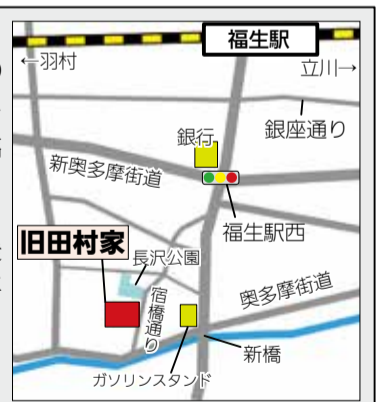 福生駅
←羽村
立川→
銀座通り
銀行
新奥多摩街道
福生駅西
旧田村家
長沢公園
宿橋通り
奥多摩街道
新橋
ガソリンスタンド